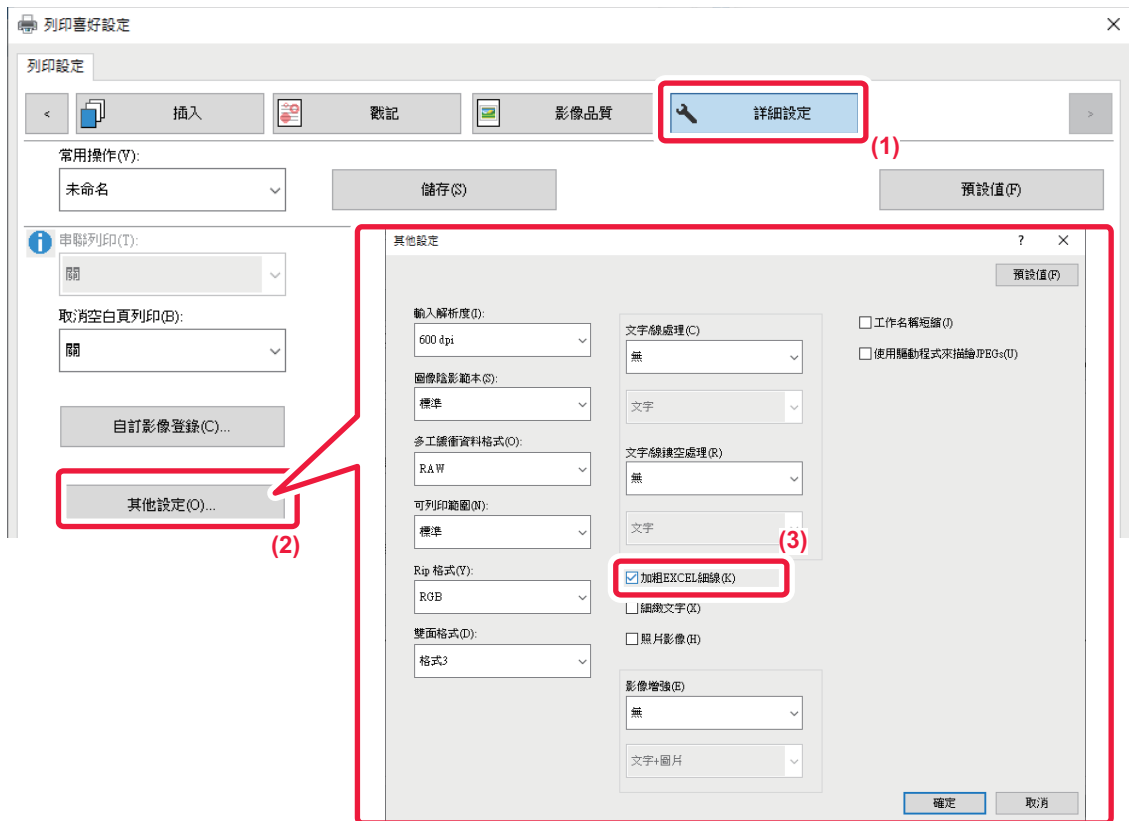 列印喜好設定
列印設定
插入
戳記
影像品質
詳細設定
(1)
常用操作(V):
未命名
儲存(S)
預設值(F)
串聯列印(T):
關
取消空白頁列印(B):
關
自訂影像登錄(C)...
其他設定(O)...
(2)
其他設定
?
預設值(F)
輸入解析度(I):
600 dpi
圖像陰影範本(S):
標準
多工緩衝資料格式(O):
RAW
可列印範圍(N):
標準
Rip 格式(Y):
RGB
雙面格式(D):
格式3
文字/線處理(C)
無
文字
文字/線鏤空處理(R)
無
文字
(3)
加粗EXCEL細線(K)
細緻文字(X)
照片影像(H)
影像增強(E)
無
文字+圖片
工作名稱短縮(J)
使用驅動程式來描繪JPEGs(U)
確定
取消